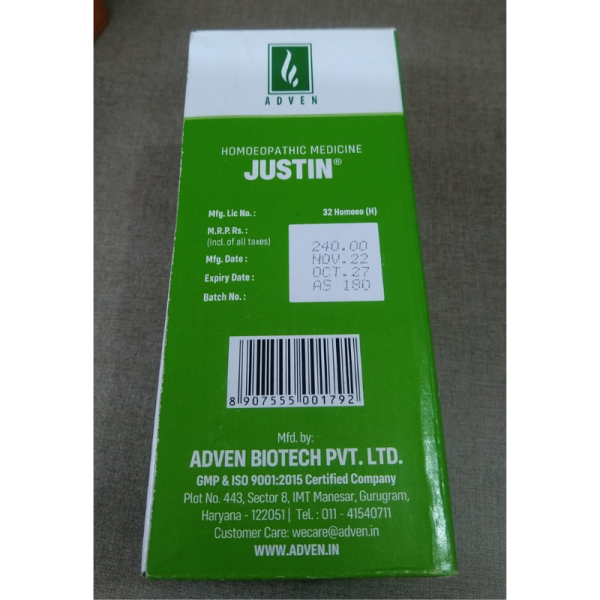 ADVEN
HOMOEOPATHIC MEDICINE
JUSTIN®
Mfg. Lic No. : 32 Homoeo (H)
M.R.P. Rs. : 240.00
(Incl. of all taxes)
Mfg. Date : NOV.22
Expiry Date : OCT.27
Batch No. : AS 180
8 907555 001792
Mfd. by:
ADVEN BIOTECH PVT. LTD.
GMP & ISO 9001:2015 Certified Company
Plot No. 443, Sector 8, IMT Manesar, Gurugram,
Haryana - 122051 | Tel. : 011 - 41540711
Customer Care: wecare@adven.in
WWW.ADVEN.IN